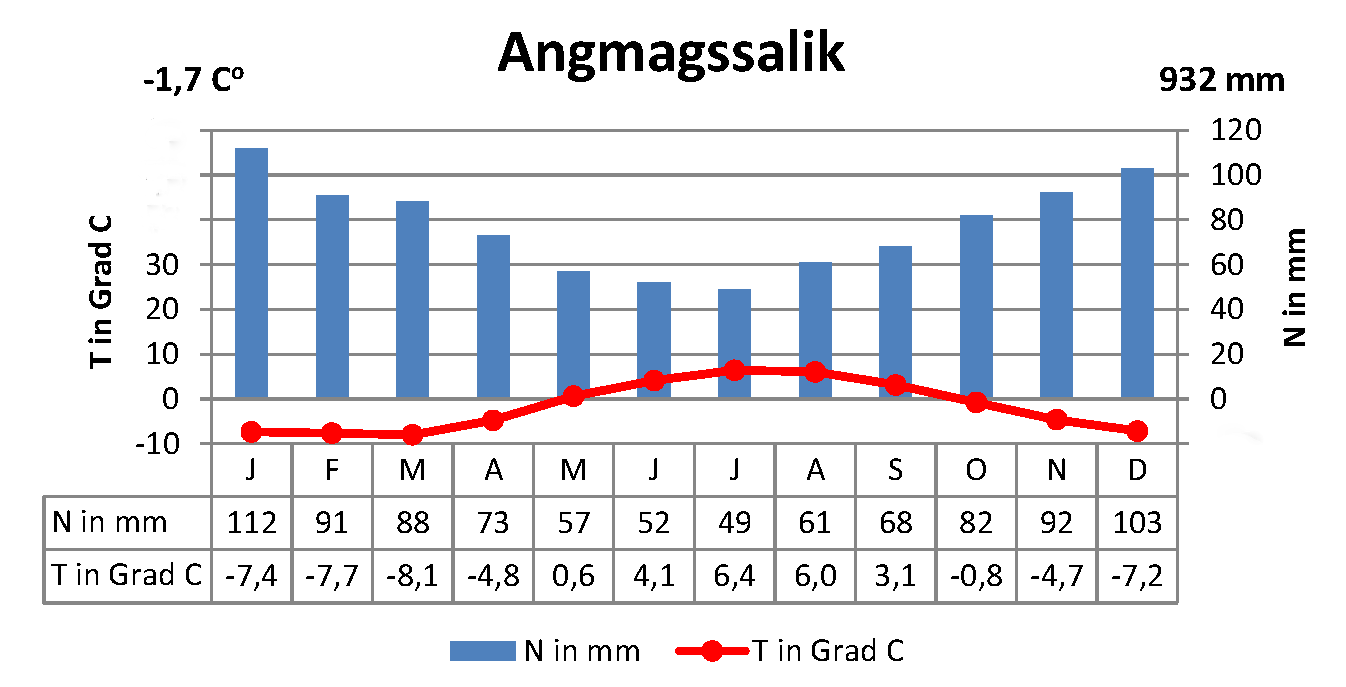 Angmagssalik
-1,7 Cº
932 mm
T in Grad C
30
20
10
0
-10
120
100
80
60
40
20
0
N in mm
J F M A M J J A S O N D
N in mm 112 91 88 73 57 52 49 61 68 82 92 103
T in Grad C -7,4 -7,7 -8,1 -4,8 0,6 4,1 6,4 6,0 3,1 -0,8 -4,7 -7,2
N in mm T in Grad C